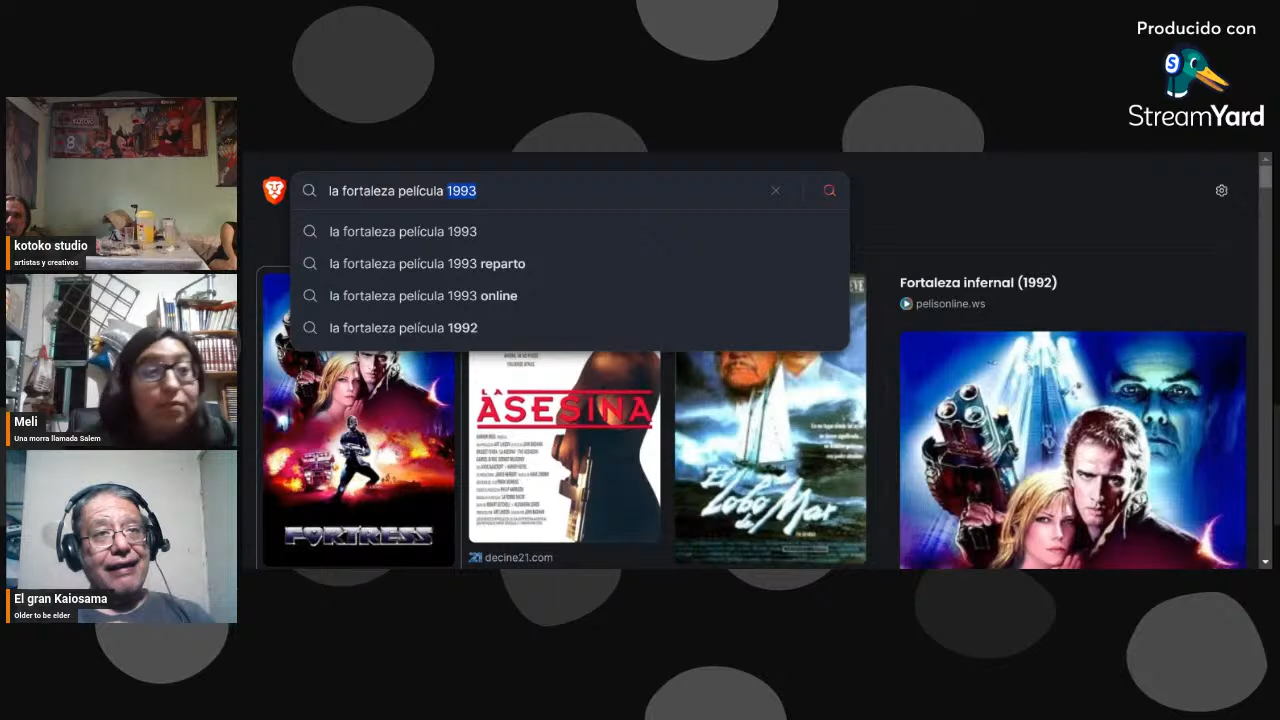 Producido con
StreamYard
kotoko studio
artistas y creativos
Meli
Una morra llamada Salem
El gran Kaiosama
Older to be elder
la fortaleza película 1993
la fortaleza película 1993
la fortaleza película 1993 reparto
la fortaleza película 1993 online
la fortaleza película 1992
Fortaleza infernal (1992)
pelisonline.ws
FORTRESS
LA
ASESINA
decine21.com
El Lobo de Mar